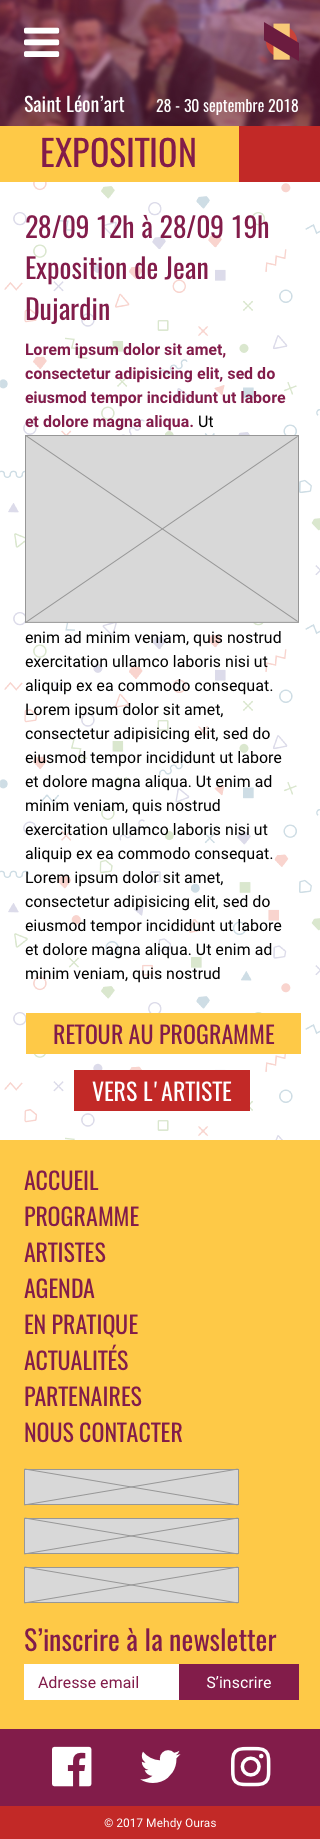 Saint Léon’art
28 - 30 septembre 2018
EXPOSITION
28/09 12h à 28/09 19h
Exposition de Jean
Dujardin
Lorem ipsum dolor sit amet,
consectetur adipisicing elit, sed do
eiusmod tempor incididunt ut labore
et dolore magna aliqua. Ut
enim ad minim veniam, quis nostrud
exercitation ullamco laboris nisi ut
aliquip ex ea commodo consequat.
Lorem ipsum dolor sit amet,
consectetur adipisicing elit, sed do
eiusmod tempor incididunt ut labore
et dolore magna aliqua. Ut enim ad
minim veniam, quis nostrud
exercitation ullamco laboris nisi ut
aliquip ex ea commodo consequat.
Lorem ipsum dolor sit amet,
consectetur adipisicing elit, sed do
eiusmod tempor incididunt ut labore
et dolore magna aliqua. Ut enim ad
minim veniam, quis nostrud
RETOUR AU PROGRAMME
VERS L'ARTISTE
ACCUEIL
PROGRAMME
ARTISTES
AGENDA
EN PRATIQUE
ACTUALITÉS
PARTENAIRES
NOUS CONTACTER
S’inscrire à la newsletter
Adresse email
S’inscrire
© 2017 Mehdy Ouras